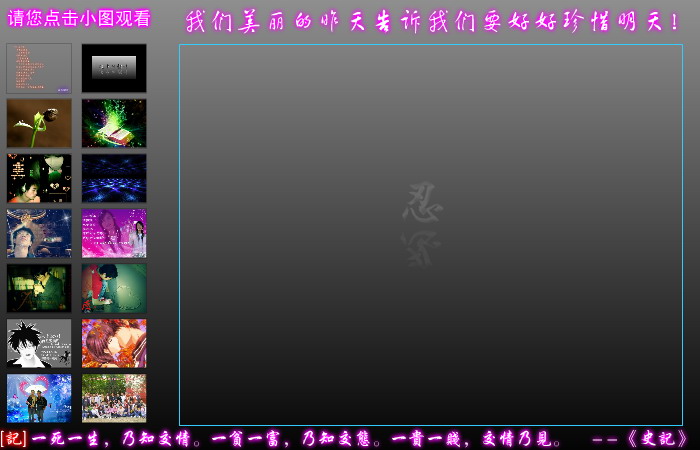 请您点击小图观看
我们美丽的昨天告诉我们要好好珍惜明天!
忍
[記]一死一生，乃知交情。一貧一富，乃知交態。一貴一賤，交情乃見。 --《史記》